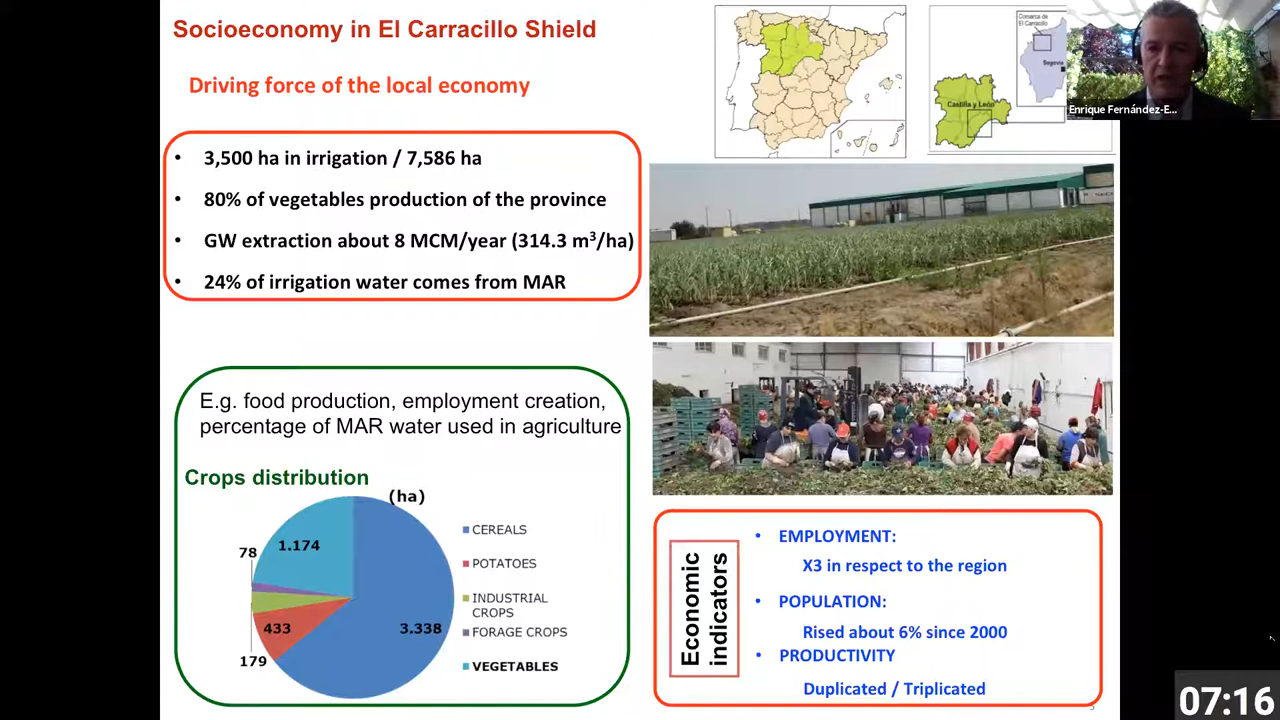 Socioeconomy in El Carracillo Shield
Driving force of the local economy
• 3,500 ha in irrigation / 7,586 ha
• 80% of vegetables production of the province
• GW extraction about 8 MCM/year (314.3 m³/ha)
• 24% of irrigation water comes from MAR
E.g. food production, employment creation,
percentage of MAR water used in agriculture
Crops distribution
(ha)
1.174
78
433
179
3.338
CEREALS
POTATOES
INDUSTRIAL
CROPS
FORAGE CROPS
VEGETABLES
Comarca de
El Carracillo
Segovia
Castilla y León
Enrique Fernández-E...
Economic
indicators
• EMPLOYMENT:
X3 in respect to the region
• POPULATION:
Rised about 6% since 2000
• PRODUCTIVITY
Duplicated / Triplicated
07:16